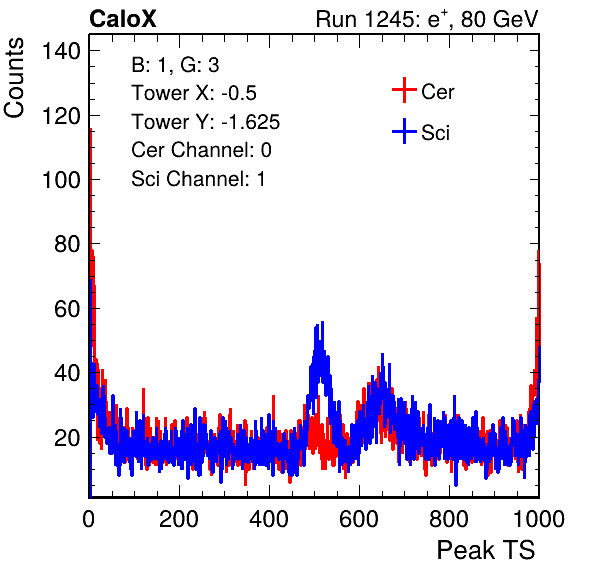 CaloX Run 1245: e⁺, 80 GeV
Counts
B: 1, G: 3
Tower X: -0.5
Tower Y: -1.625
Cer Channel: 0
Sci Channel: 1
Cer
Sci
140
120
100
80
60
40
20
0 200 400 600 800 1000
Peak TS